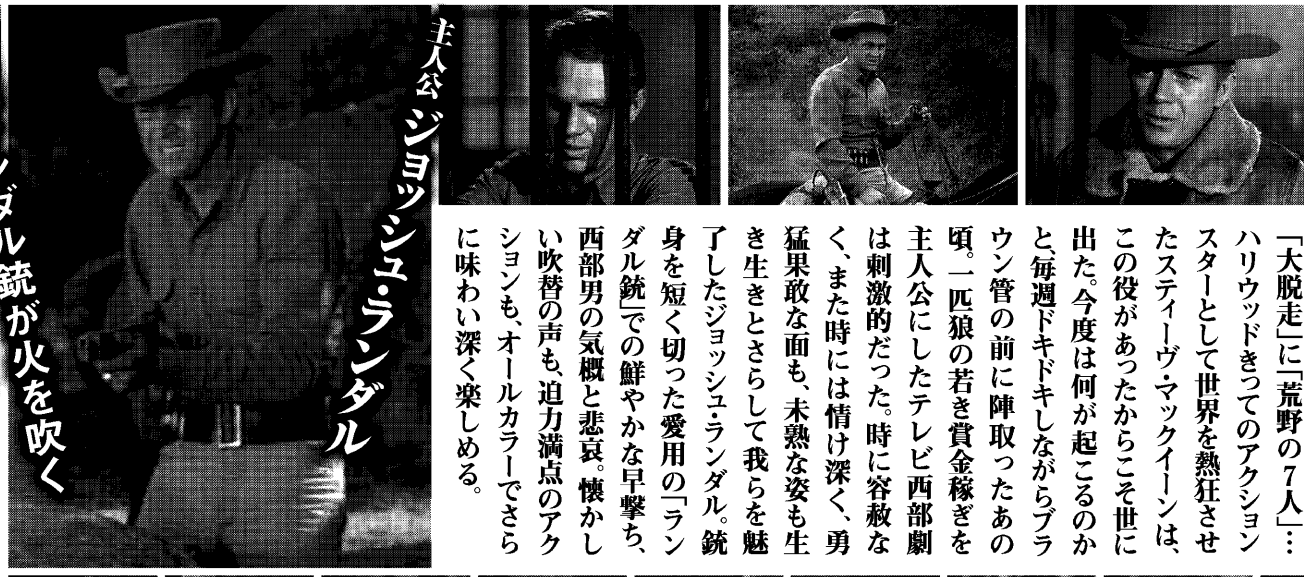 「大脱走」に「荒野の7人」…
ハリウッドきってのアクション
スターとして世界を熱狂させ
たスティーヴ・マックイーンは、
この役があったからこそ世に
出た。今度は何が起こるのか
と、毎週ドキドキしながらブラ
ウン管の前に陣取ったあの
頃。一匹狼の若き賞金稼ぎを
主人公にしたテレビ西部劇
は刺激的だった。時に容赦な
く、また時には情け深く、勇
猛果敢な面も、未熟な姿も生
き生きとさらして我らを魅
了したジョッシュ・ランダル。銃
身を短く切った愛用の「ラン
ダル銃」での鮮やかな早撃ち、
西部男の気概と悲哀。懐かし
い吹替の声も、迫力満点のアク
ションも、オールカラーでさら
に味わい深く楽しめる。
主人公 ジョッシュ・ランダル
ダル銃が火を吹く